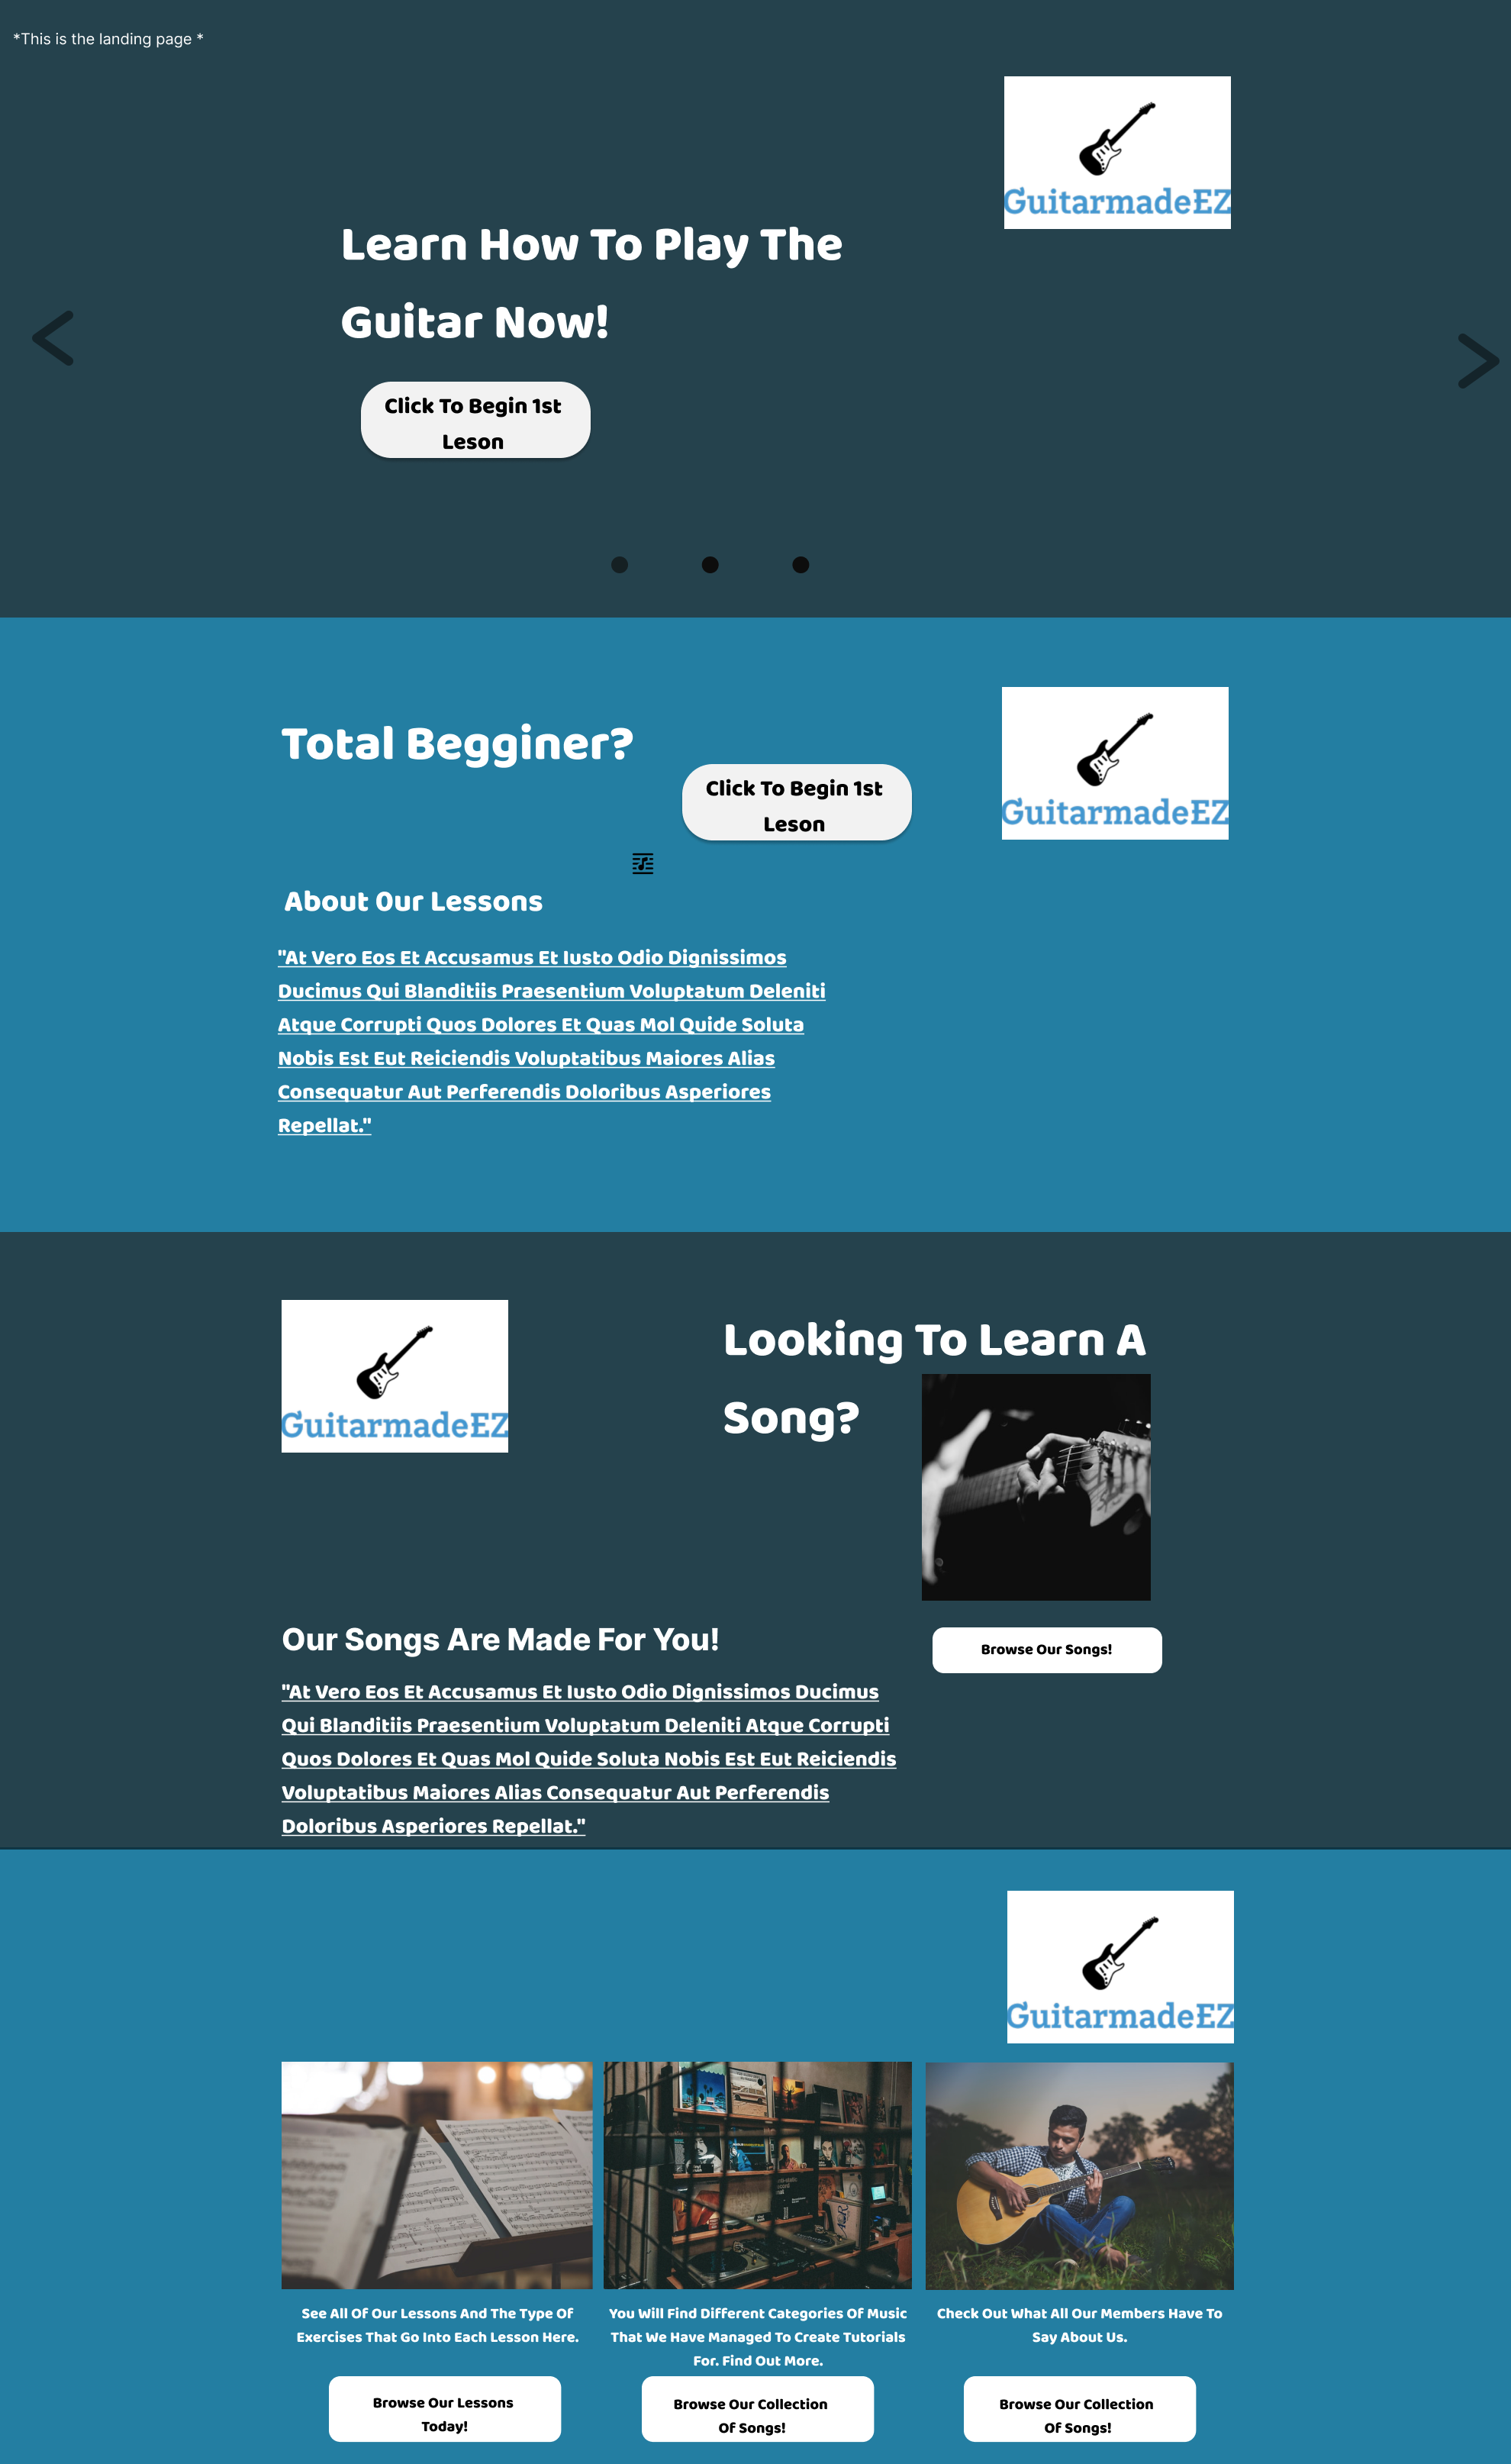 *This is the landing page *
GuitarmadeEZ
Learn How To Play The
Guitar Now!
<
>
Click To Begin 1st
Leson
Total Begginer?
Click To Begin 1st
Leson
GuitarmadeEZ
About Our Lessons
"At Vero Eos Et Accusamus Et Iusto Odio Dignissimos
Ducimus Qui Blanditiis Praesentium Voluptatum Deleniti
Atque Corrupti Quos Dolores Et Quas Mol Quide Soluta
Nobis Est Eut Reiciendis Voluptatibus Maiores Alias
Consequatur Aut Perferendis Doloribus Asperiores
Repellat."
GuitarmadeEZ
Looking To Learn A
Song?
Our Songs Are Made For You!
Browse Our Songs!
"At Vero Eos Et Accusamus Et Iusto Odio Dignissimos Ducimus
Qui Blanditiis Praesentium Voluptatum Deleniti Atque Corrupti
Quos Dolores Et Quas Mol Quide Soluta Nobis Est Eut Reiciendis
Voluptatibus Maiores Alias Consequatur Aut Perferendis
Doloribus Asperiores Repellat."
GuitarmadeEZ
See All Of Our Lessons And The Type Of
Exercises That Go Into Each Lesson Here.
You Will Find Different Categories Of Music
That We Have Managed To Create Tutorials
For. Find Out More.
Check Out What All Our Members Have To
Say About Us.
Browse Our Lessons
Today!
Browse Our Collection
Of Songs!
Browse Our Collection
Of Songs!